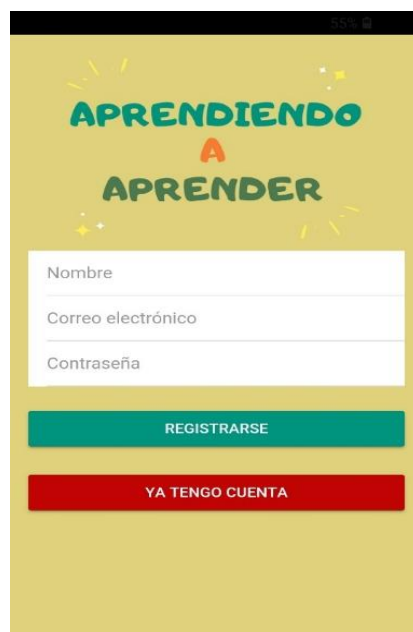 55%
APRENDIENDO
A
APRENDER
Nombre
Correo electrónico
Contraseña
REGISTRARSE
YA TENGO CUENTA